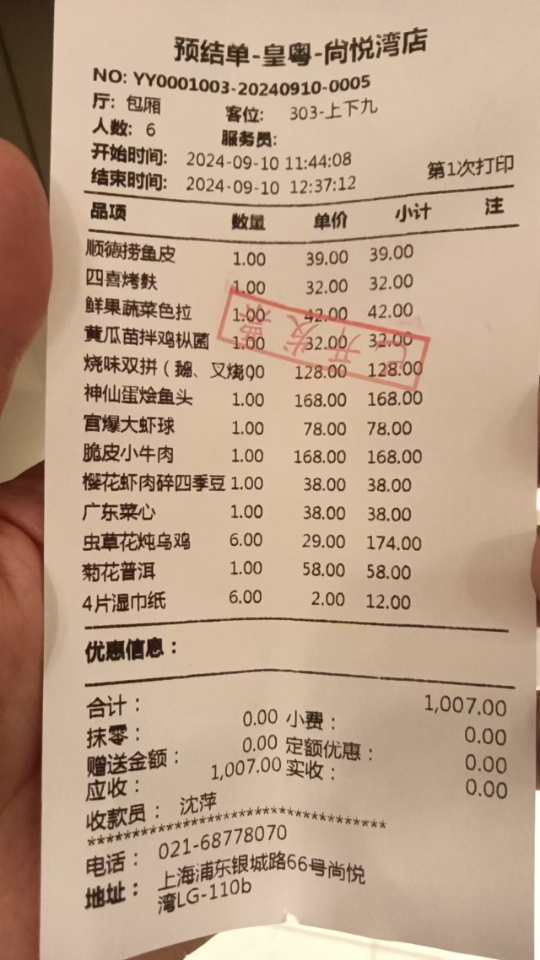 预结单-皇粤-尚悦湾店
NO: YY0001003-20240910-0005
厅: 包厢 客位: 303-上下九
人数: 6 服务员:
开始时间: 2024-09-10 11:44:08
结束时间: 2024-09-10 12:37:12 第1次打印
品项 数量 单价 小计 注
顺德捞鱼皮 1.00 39.00 39.00
四喜烤麸 1.00 32.00 32.00
鲜果蔬菜色拉 1.00 42.00 42.00
黄瓜苗拌鸡枞菌 1.00 32.00 32.00
烧味双拼（鹅、叉烧） 1.00 128.00 128.00
神仙蛋烩鱼头 1.00 168.00 168.00
宫爆大虾球 1.00 78.00 78.00
脆皮小牛肉 1.00 168.00 168.00
樱花虾肉碎四季豆 1.00 38.00 38.00
广东菜心 1.00 38.00 38.00
虫草花炖乌鸡 6.00 29.00 174.00
菊花普洱 1.00 58.00 58.00
4片湿巾纸 6.00 2.00 12.00
已开发票
优惠信息：
合计： 1,007.00
抹零： 0.00 小费： 0.00
赠送金额： 0.00 定额优惠： 0.00
应收： 1,007.00 实收： 0.00
收款员： 沈萍
************************************
电话： 021-68778070
地址： 上海浦东银城路66号尚悦
湾LG-110b